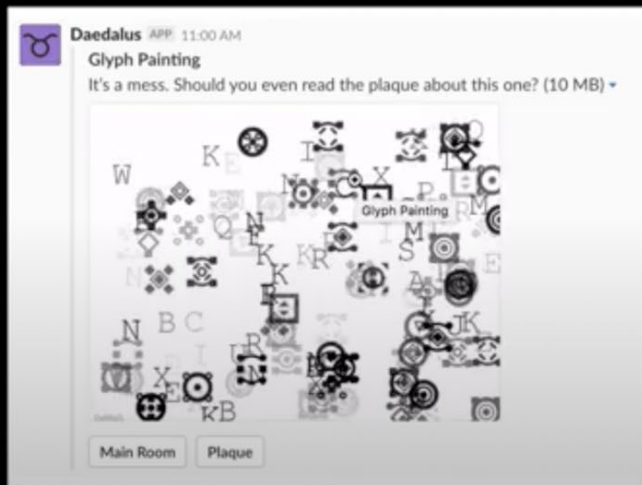 Daedalus APP 11:00 AM
Glyph Painting
It's a mess. Should you even read the plaque about this one? (10 MB)
K E I
W
X
N
P
Glyph Painting
R M
Q N
E
M
I
S
K
K R
E
K
N
A
R
N B C
J K
R
I U
N
X
E
K B
Main Room Plaque